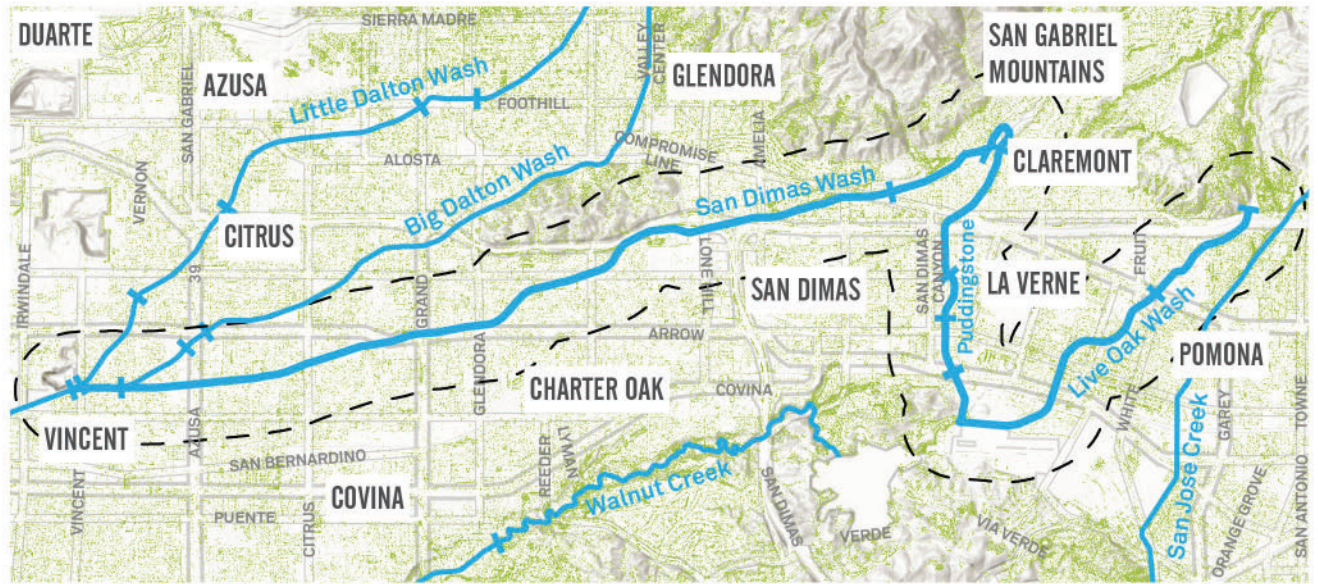 SIERRA MADRE
DUARTE
SAN GABRIEL
MOUNTAINS
VALLEY
CENTER
GLENDORA
AZUSA
Little Dalton Wash
FOOTHILL
SAN GABRIEL
COMPROMISE
LINE
AMELIA
ALOSTA
CLAREMONT
Big Dalton Wash
San Dimas Wash
VERNON
CITRUS
IRWINDALE
39
GRAND
LONE HILL
SAN DIMAS
CANYON
FRUIT
SAN DIMAS
LA VERNE
Puddingstone
ARROW
Live Oak Wash
POMONA
GLENDORA
CHARTER OAK
COVINA
WHITE
GAREY
TOWNE
VINCENT
AZUSA
SAN BERNARDINO
REEDER
LYMAN
Walnut Creek
COVINA
San Jose Creek
VINCENT
PUENTE
CITRUS
SAN DIMAS
VERDE
VIA VERDE
ORANGE GROVE
SAN ANTONIO